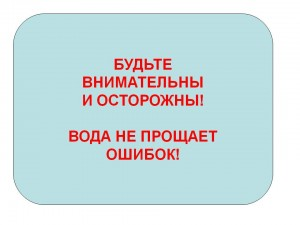 БУДЬТЕ
ВНИМАТЕЛЬНЫ
И ОСТОРОЖНЫ!
ВОДА НЕ ПРОЩАЕТ
ОШИБОК!